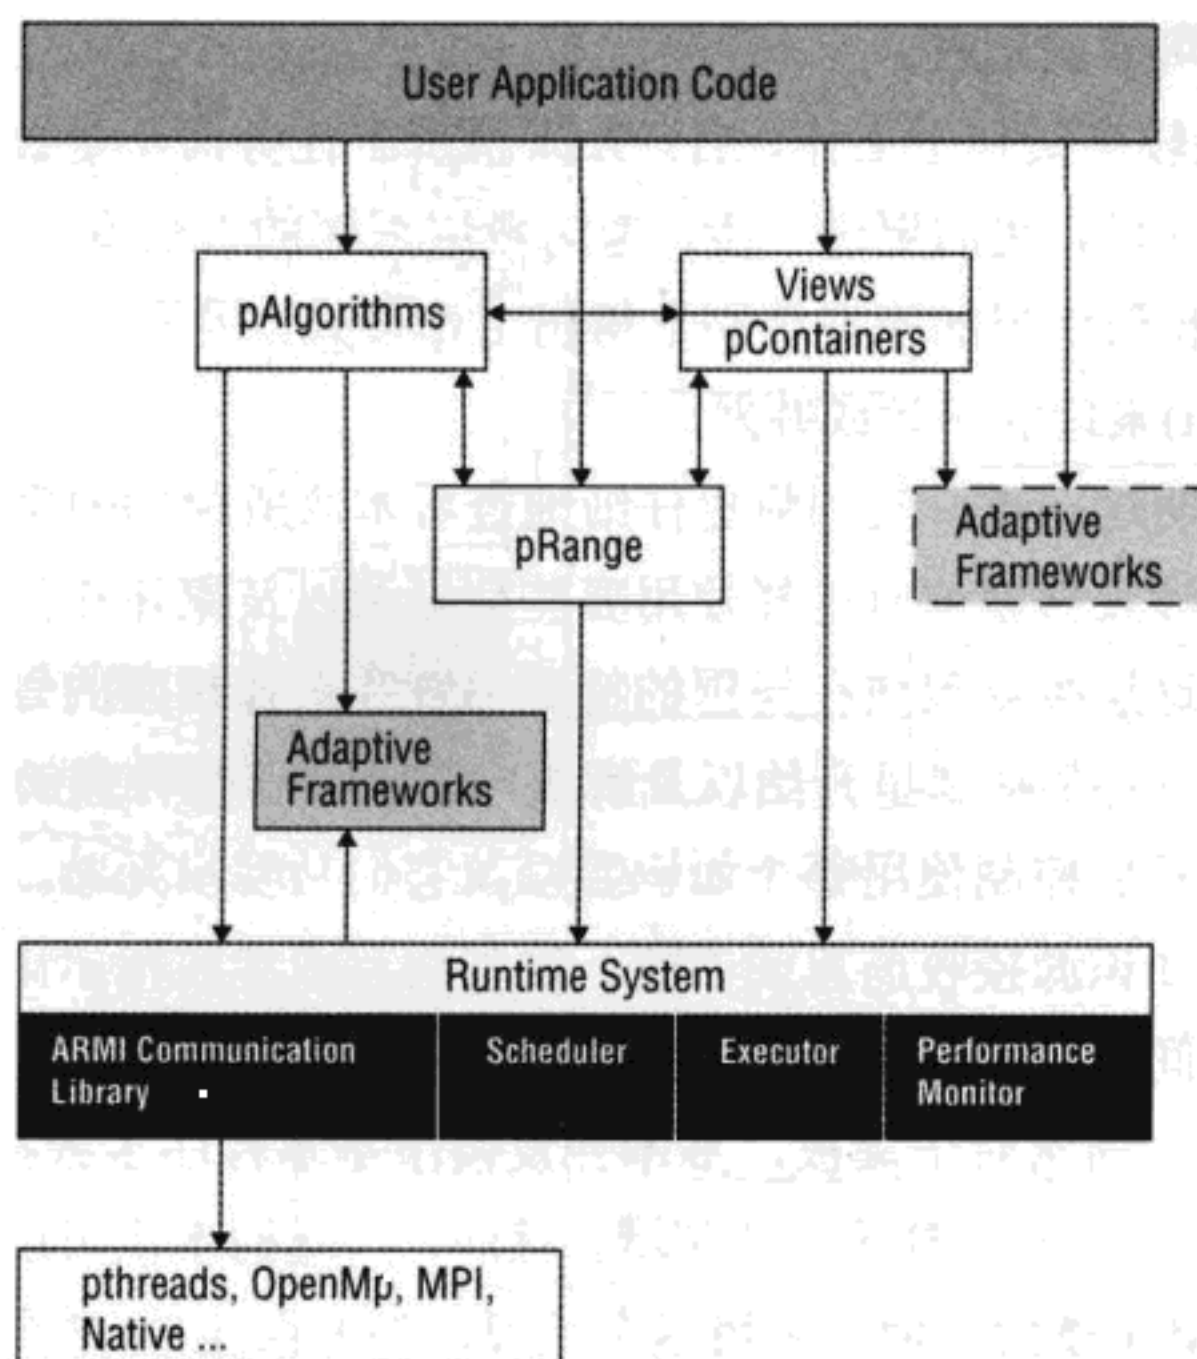 User Application Code
pAlgorithms
Views
pContainers
pRange
Adaptive
Frameworks
Adaptive
Frameworks
Runtime System
ARMI Communication
Library
Scheduler
Executor
Performance
Monitor
pthreads, OpenMp, MPI,
Native ...